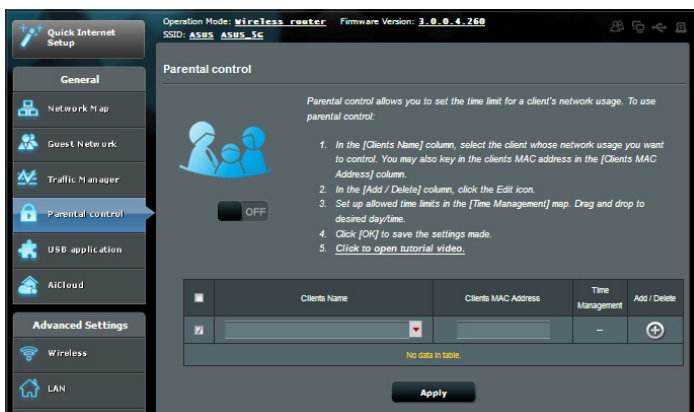 Operation Mode: Wireless router Firmware Version: 3.0.0.4.260
SSID: ASUS ASUS_5G
Quick Internet
Setup
General
Network Map
Guest Network
Traffic Manager
Parental control
USB application
AiCloud
Advanced Settings
Wireless
LAN
Parental control
Parental control allows you to set the time limit for a client's network usage. To use
parental control:
1. In the [Clients Name] column, select the client whose network usage you want
to control. You may also key in the clients MAC address in the [Clients MAC
Address] column.
2. In the [Add / Delete] column, click the Edit icon.
3. Set up allowed time limits in the [Time Management] map. Drag and drop to
desired day/time.
4. Click [OK] to save the settings made.
5. Click to open tutorial video.
OFF
Clients Name Clients MAC Address Time
Management Add / Delete
–
No data in table.
Apply